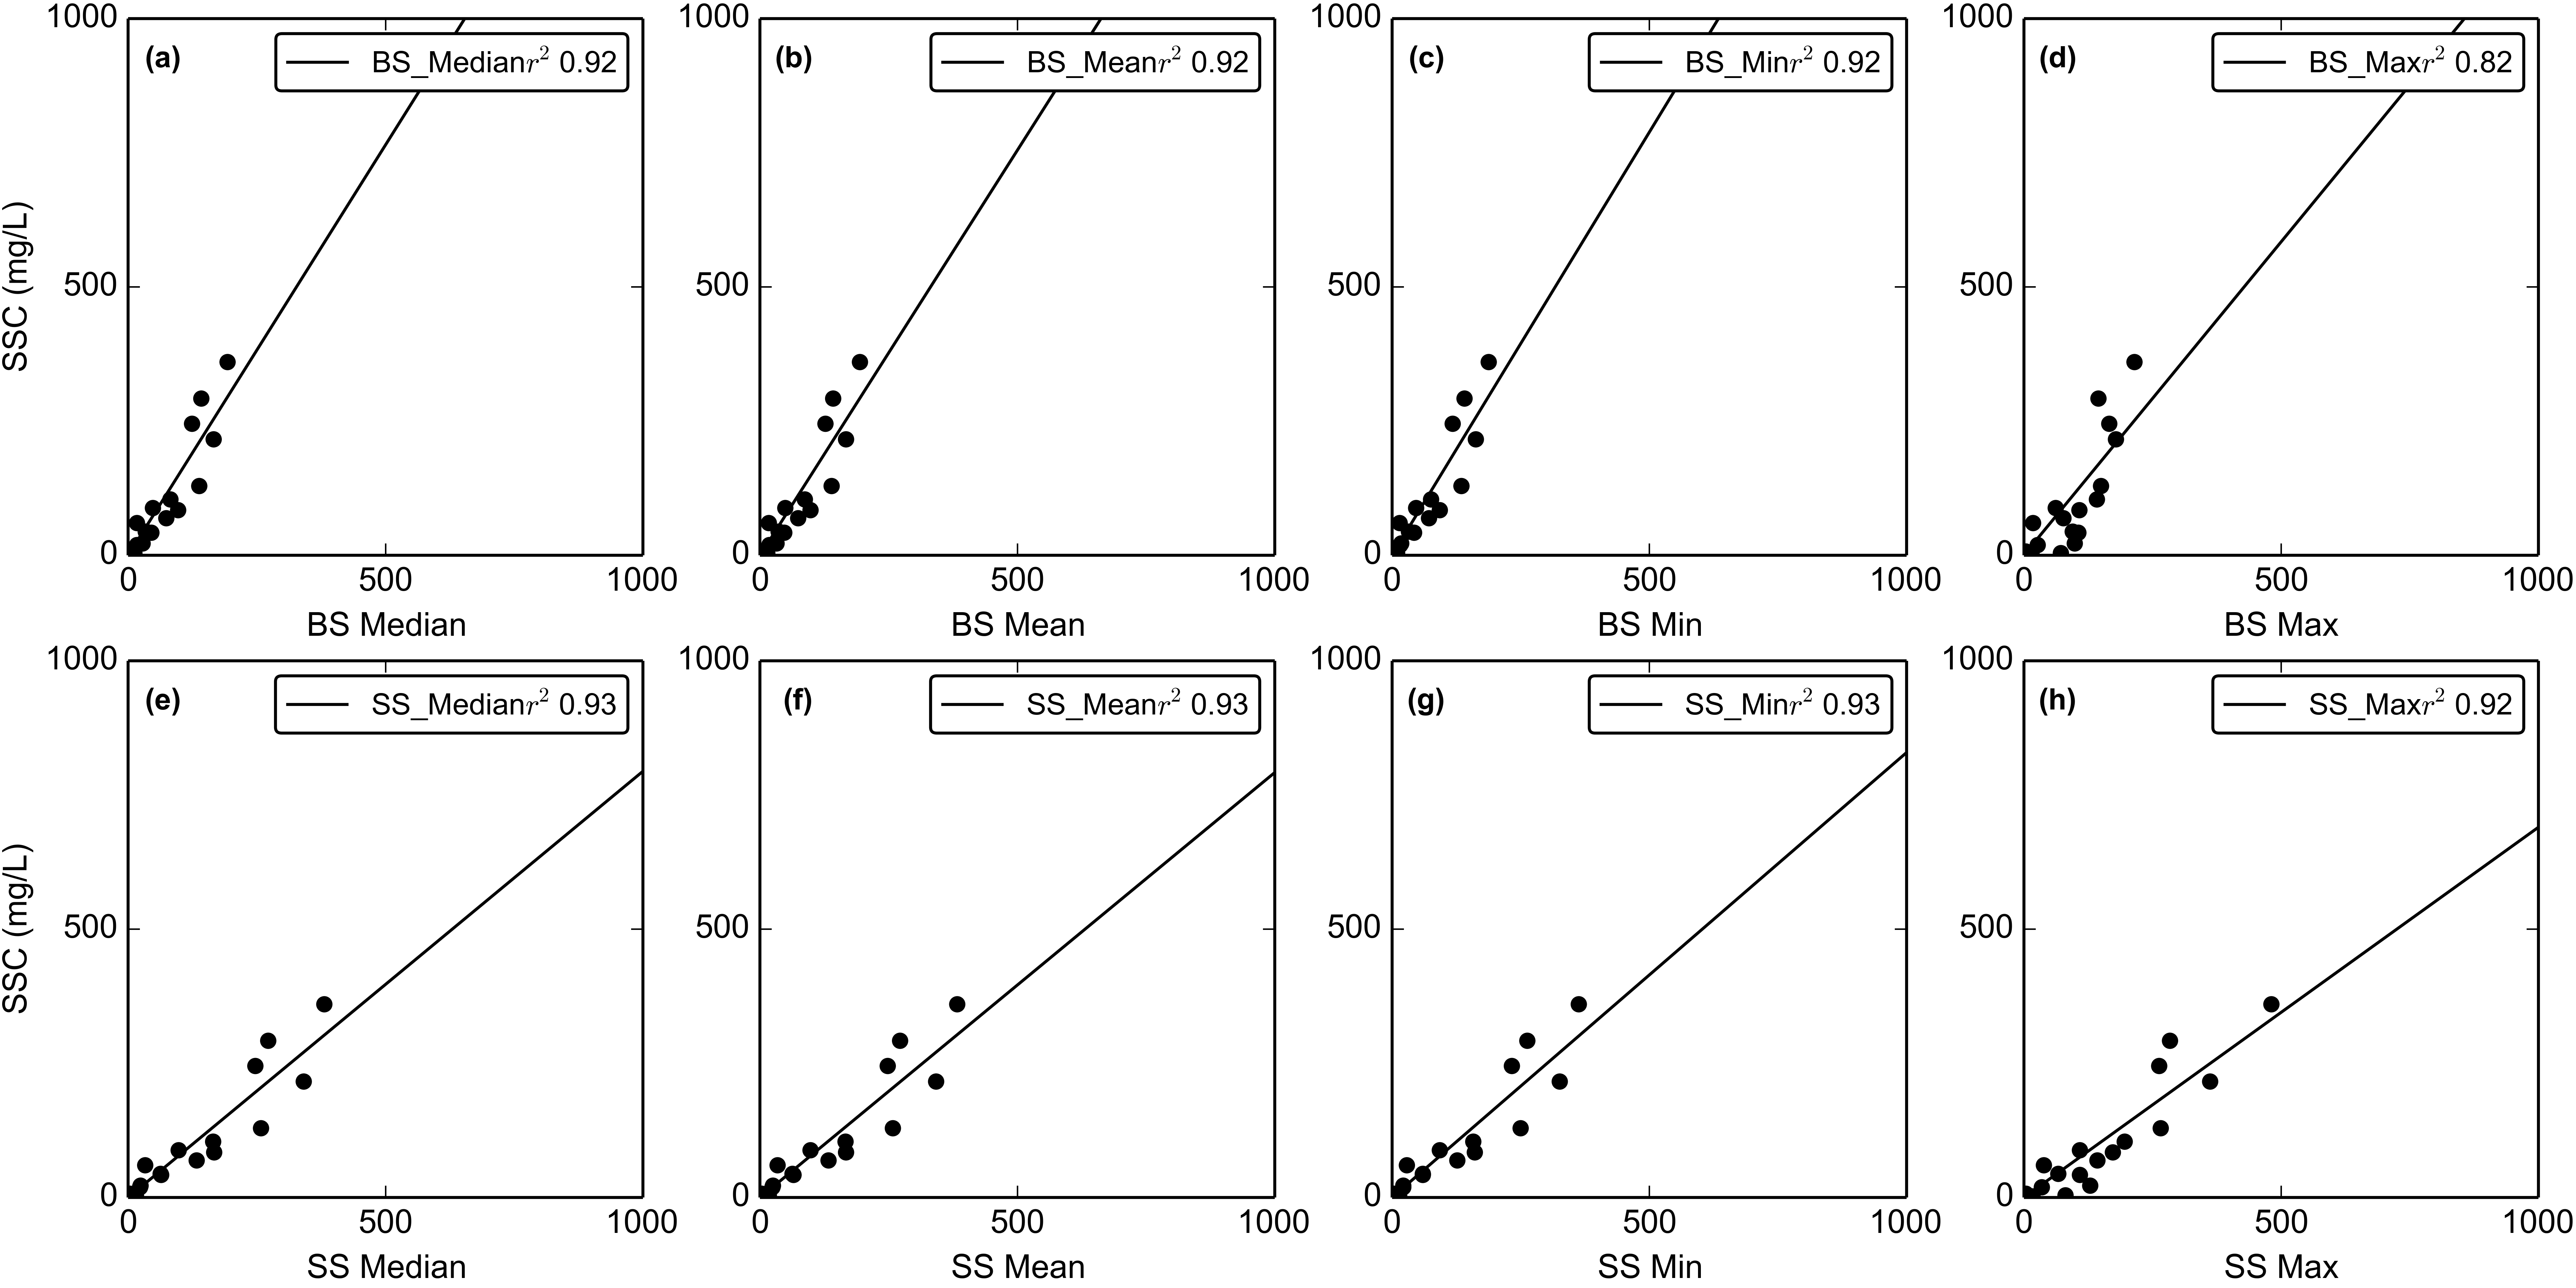 (a) BS_Median r² 0.92
1000
500
0
SSC (mg/L)
0 500 1000
BS Median
(b) BS_Mean r² 0.92
1000
500
0
0 500 1000
BS Mean
(c) BS_Min r² 0.92
1000
500
0
0 500 1000
BS Min
(d) BS_Max r² 0.82
1000
500
0
0 500 1000
BS Max
(e) SS_Median r² 0.93
1000
500
0
SSC (mg/L)
0 500 1000
SS Median
(f) SS_Mean r² 0.93
1000
500
0
0 500 1000
SS Mean
(g) SS_Min r² 0.93
1000
500
0
0 500 1000
SS Min
(h) SS_Max r² 0.92
1000
500
0
0 500 1000
SS Max